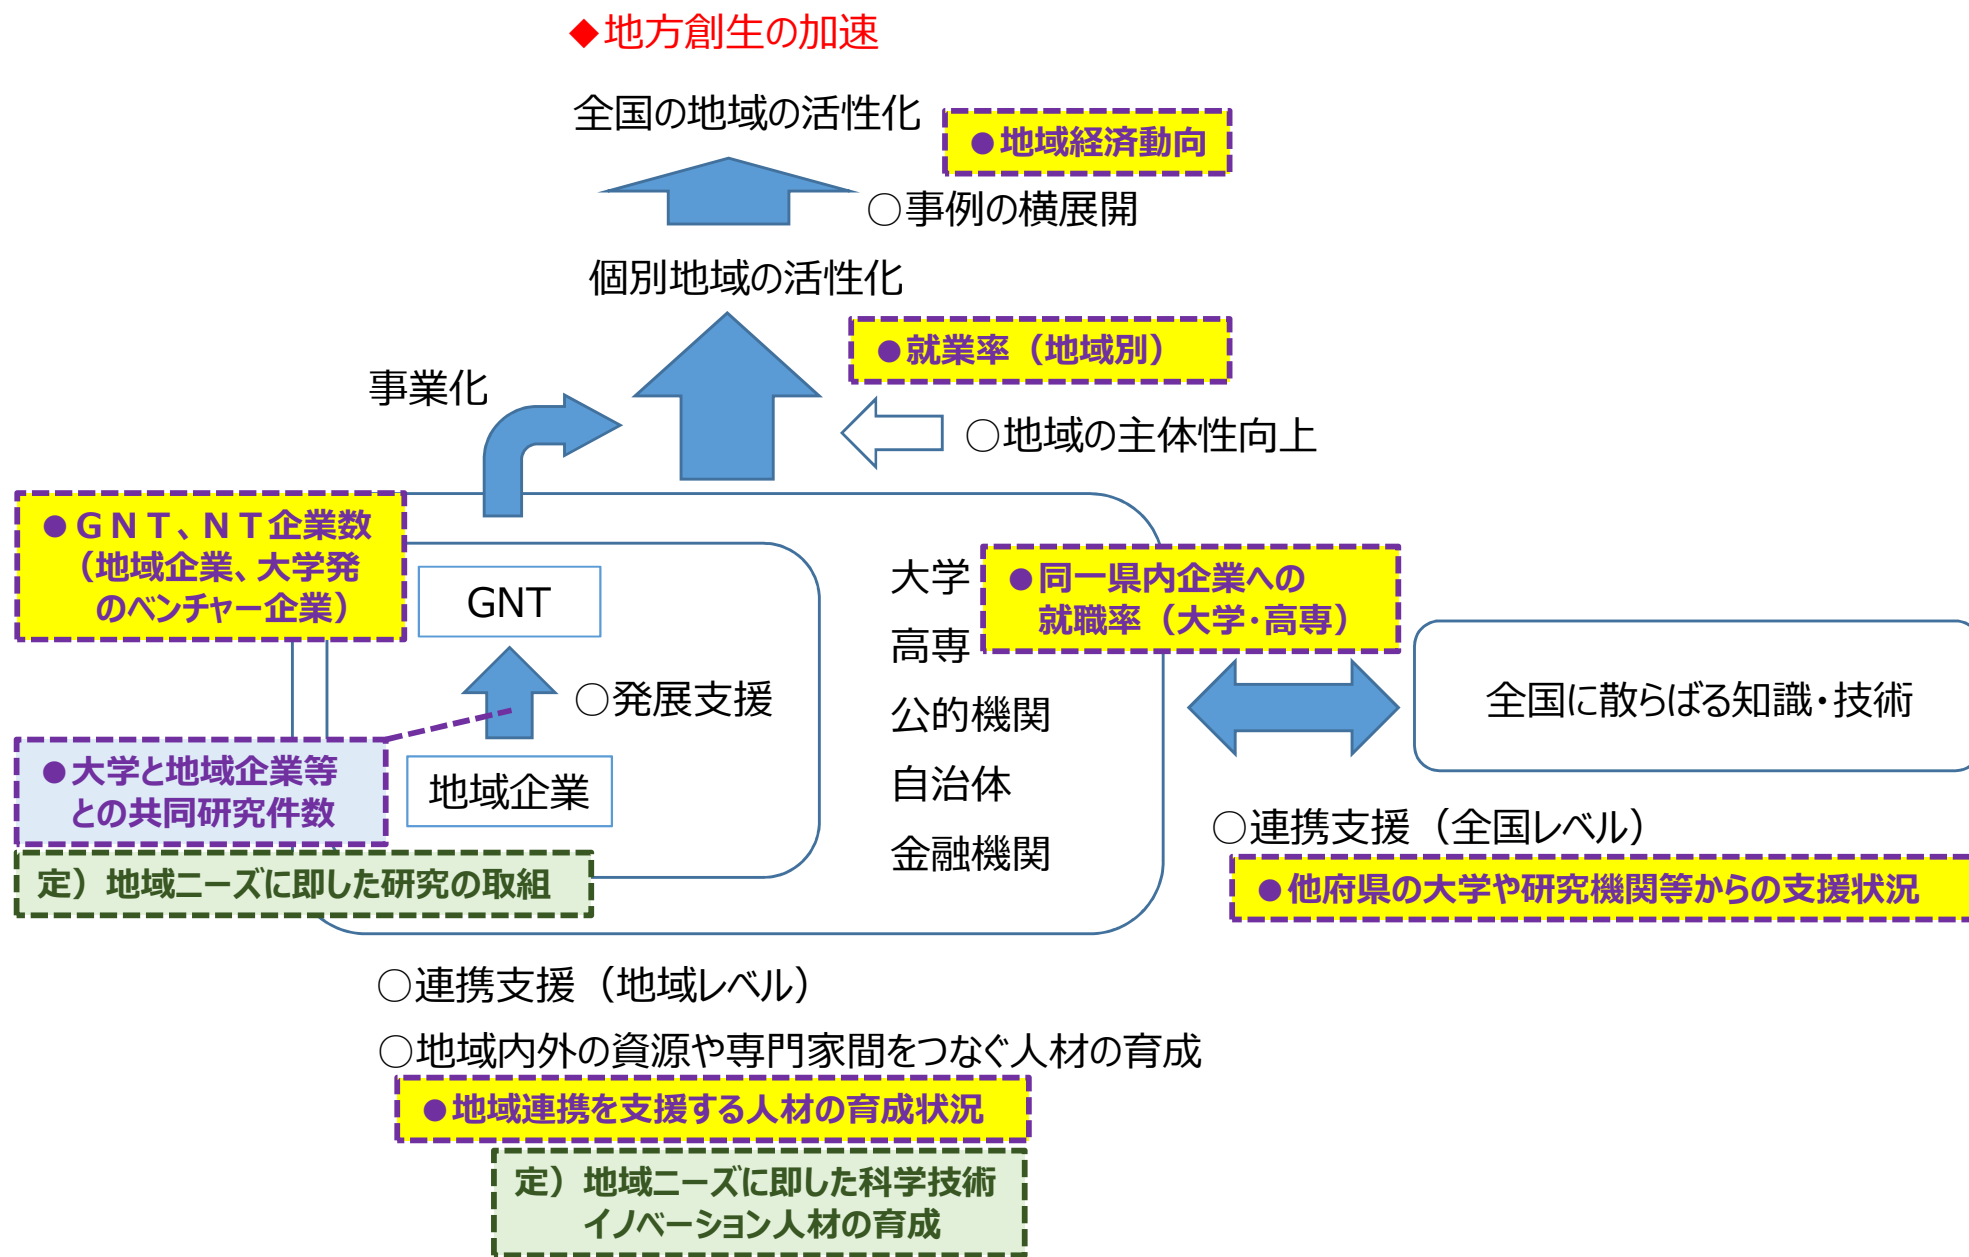 ◆地方創生の加速
全国の地域の活性化
●地域経済動向
○事例の横展開
個別地域の活性化
●就業率（地域別）
事業化
○地域の主体性向上
●ＧＮＴ、ＮＴ企業数
（地域企業、大学発
のベンチャー企業）
GNT
○発展支援
地域企業
●大学と地域企業等
との共同研究件数
定）地域ニーズに即した研究の取組
大学
高専
公的機関
自治体
金融機関
●同一県内企業への
就職率（大学・高専）
全国に散らばる知識・技術
○連携支援（全国レベル）
●他府県の大学や研究機関等からの支援状況
○連携支援（地域レベル）
○地域内外の資源や専門家間をつなぐ人材の育成
●地域連携を支援する人材の育成状況
定）地域ニーズに即した科学技術
イノベーション人材の育成